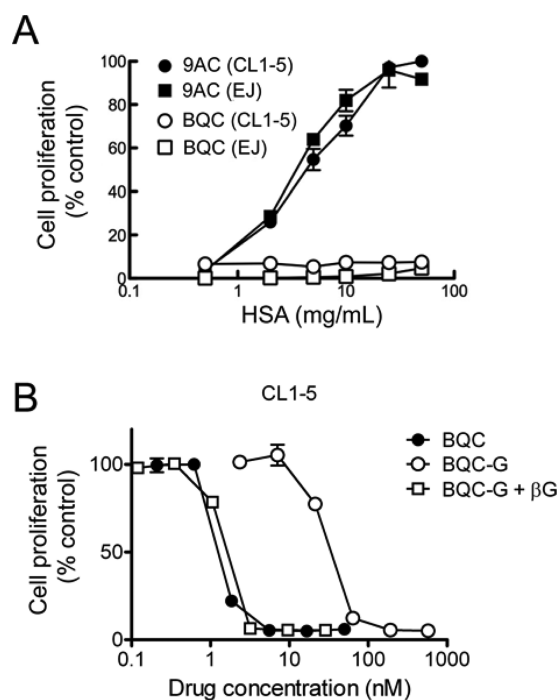 A
9AC (CL1-5)
9AC (EJ)
BQC (CL1-5)
BQC (EJ)
Cell proliferation
(% control)
100
80
60
40
20
0
0.1 1 10 100
HSA (mg/mL)
B
CL1-5
BQC
BQC-G
BQC-G + βG
Cell proliferation
(% control)
100
50
0
0.1 1 10 100 1000
Drug concentration (nM)